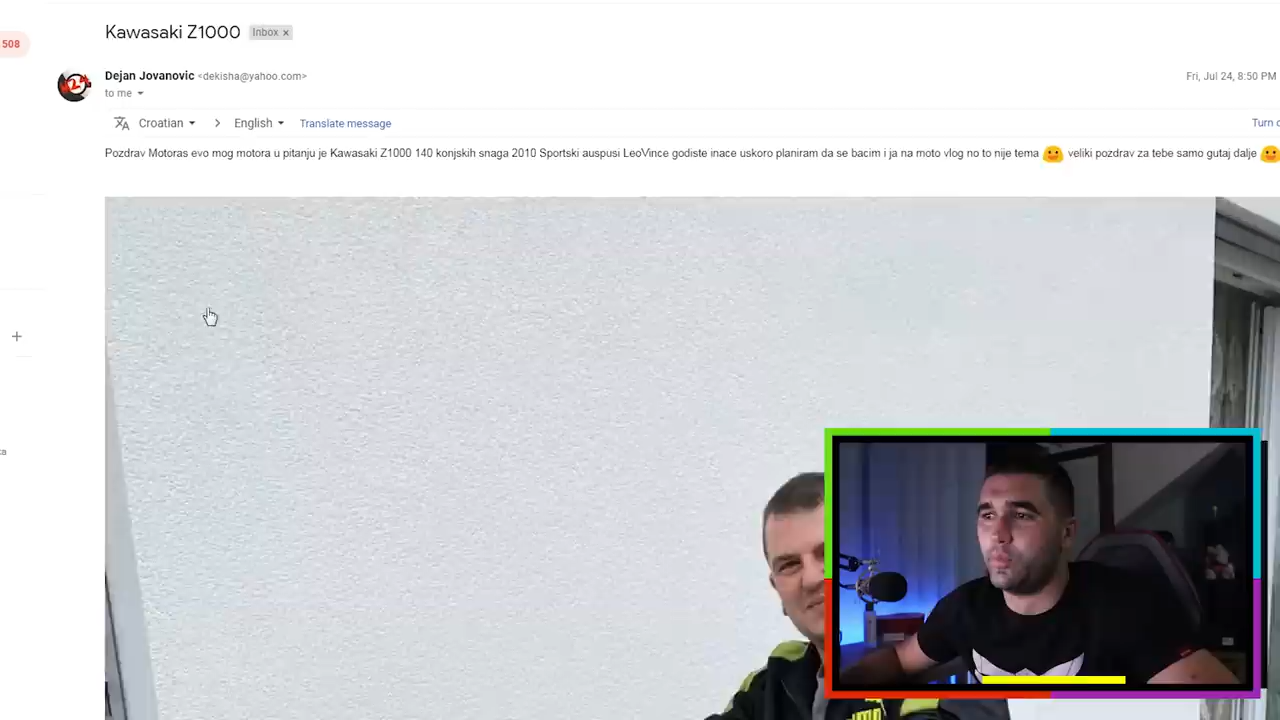 Kawasaki Z1000
Inbox ×
508
Dejan Jovanovic <dekisha@yahoo.com>
Fri, Jul 24, 8:50 PM
to me
Croatian > English Translate message
Turn
Pozdrav Motoras evo mog motora u pitanju je Kawasaki Z1000 140 konjskih snaga 2010 Sportski auspusi LeoVince godiste inace uskoro planiram da se bacim i ja na moto vlog no to nije tema 😛 veliki pozdrav za tebe samo gutaj dalje 😛